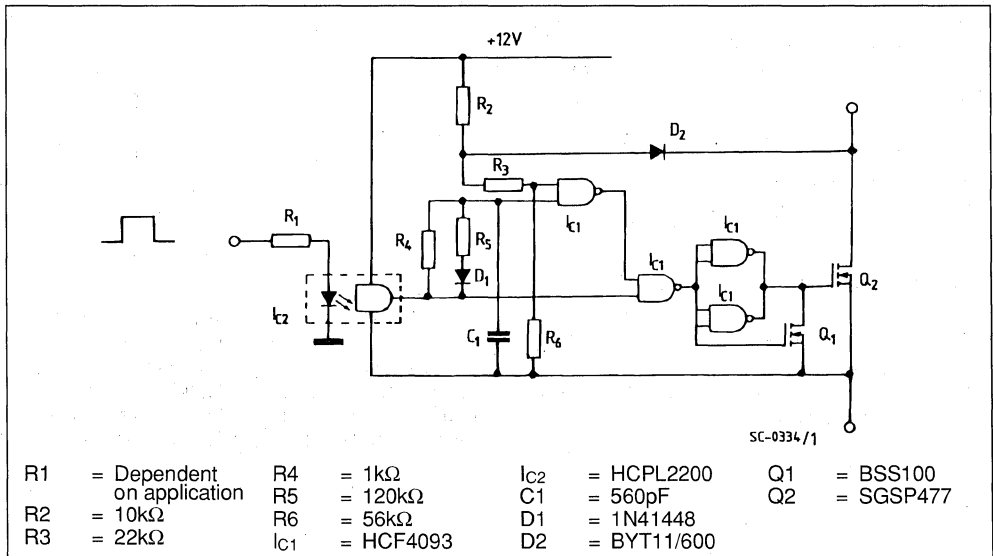 +12V
R2
D2
R3
IC1
R1
R4
R5
IC1
IC1
D1
IC1
Q2
IC2
C1
R6
Q1
SC-0334/1
R1 = Dependent on application
R2 = 10kΩ
R3 = 22kΩ
R4 = 1kΩ
R5 = 120kΩ
R6 = 56kΩ
IC1 = HCF4093
IC2 = HCPL2200
C1 = 560pF
D1 = 1N41448
D2 = BYT11/600
Q1 = BSS100
Q2 = SGSP477